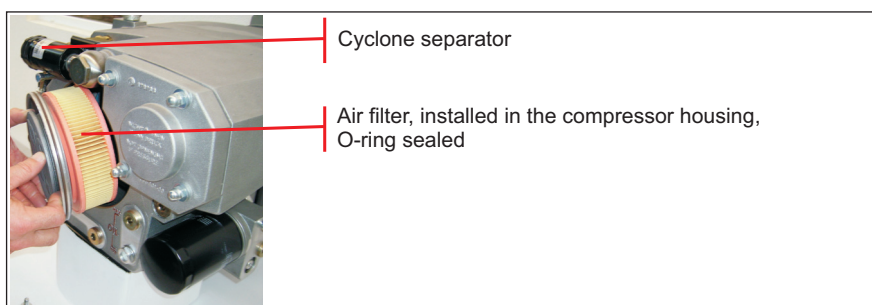 Cyclone separator
Air filter, installed in the compressor housing,
O-ring sealed